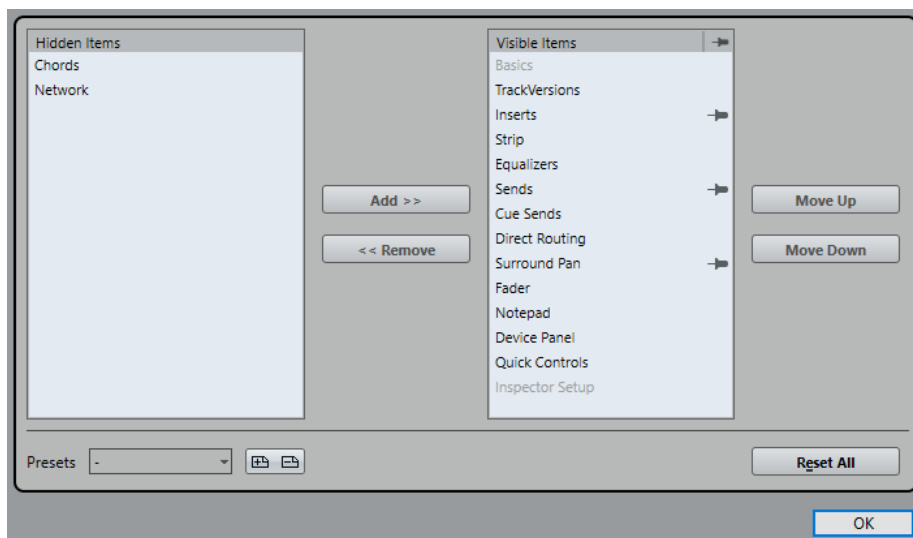 Hidden Items
Chords
Network
Add >>
<< Remove
Visible Items
Basics
TrackVersions
Inserts
Strip
Equalizers
Sends
Cue Sends
Direct Routing
Surround Pan
Fader
Notepad
Device Panel
Quick Controls
Inspector Setup
Move Up
Move Down
Presets -
Reset All
OK